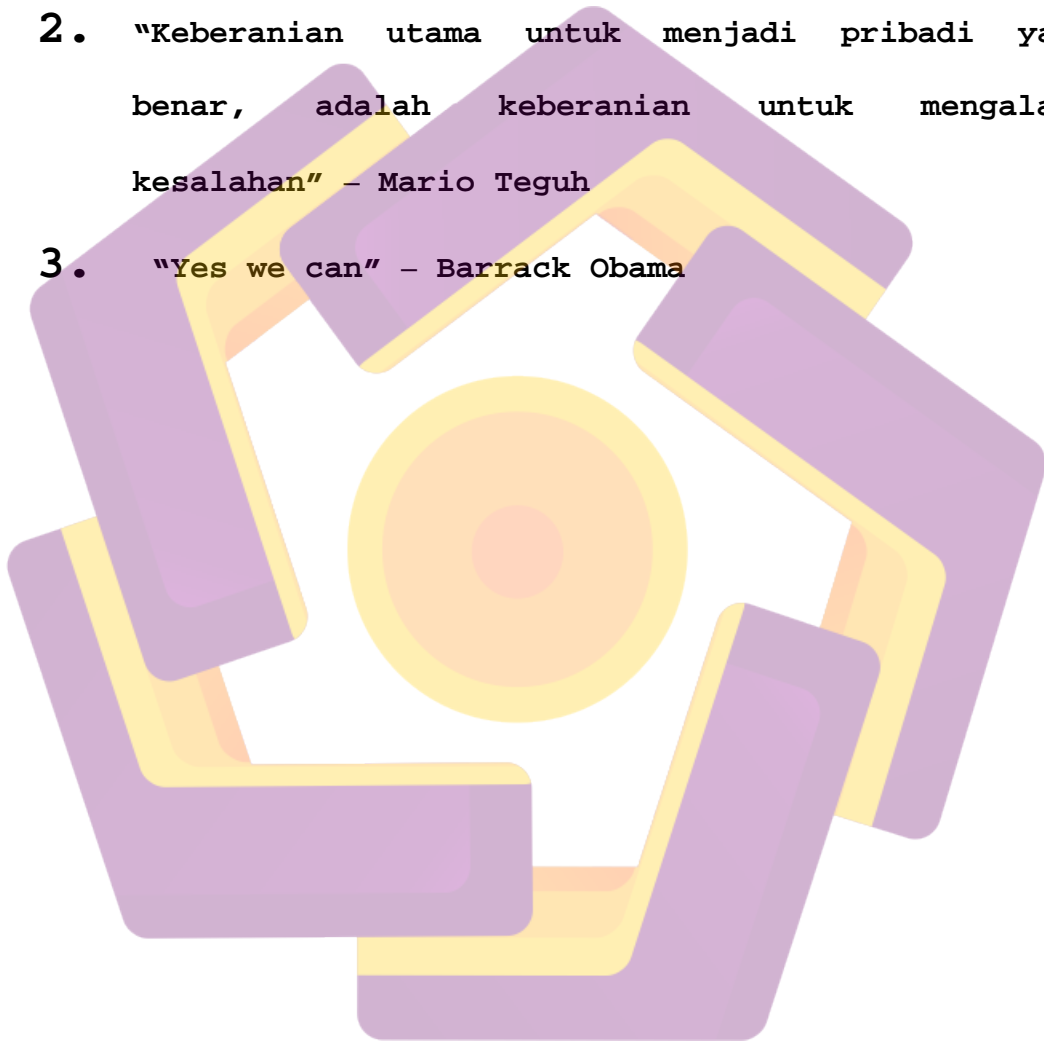 2. “Keberanian utama untuk menjadi pribadi
benar, adalah keberanian untuk
kesalahan” – Mario Teguh
3. “Yes we can” – Barrack Obama